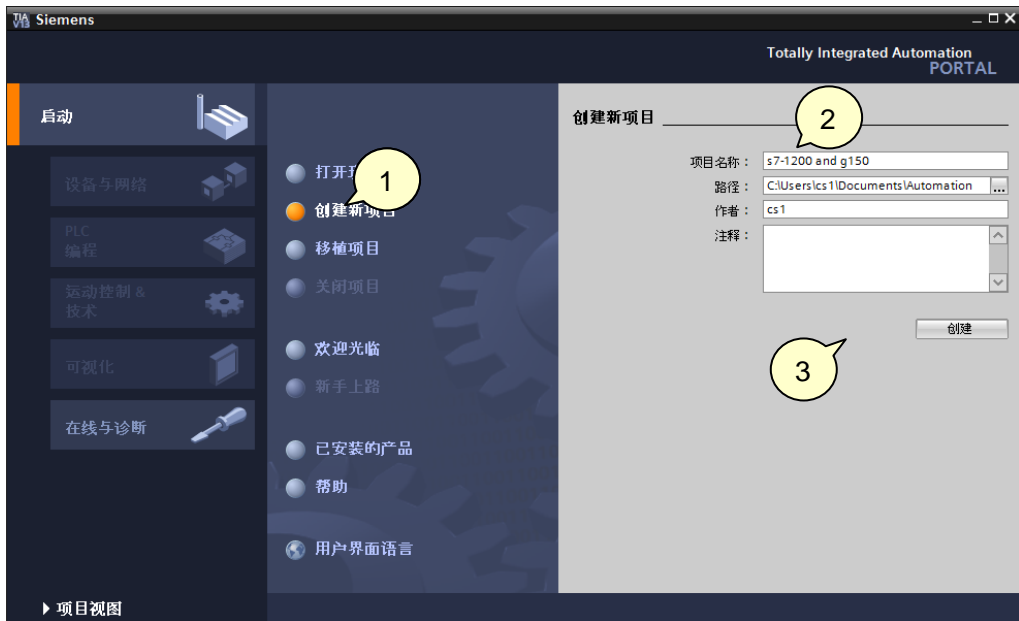 TIA V13 Siemens
Totally Integrated Automation
PORTAL
启动
设备与网络
PLC
编程
运动控制 &
技术
可视化
在线与诊断
项目视图
打开
1
创建新项目
移植项目
关闭项目
欢迎光临
新手上路
已安装的产品
帮助
用户界面语言
创建新项目
2
项目名称： s7-1200 and g150
路径： C:\Users\cs1\Documents\Automation ...
作者： cs1
注释：
创建
3